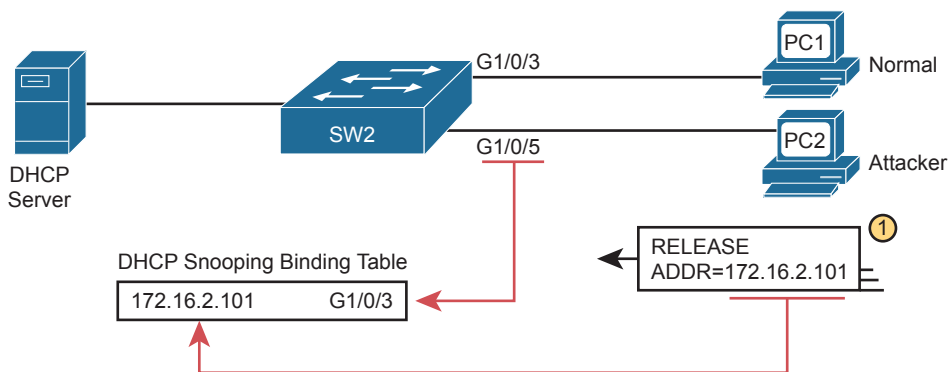 G1/0/3
PC1
Normal
SW2
G1/0/5
PC2
Attacker
DHCP
Server
DHCP Snooping Binding Table
172.16.2.101 G1/0/3
1
RELEASE
ADDR=172.16.2.101